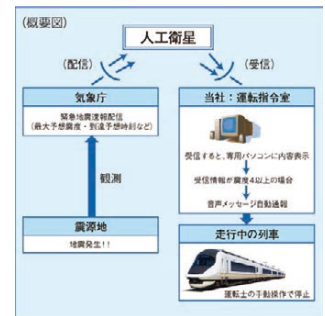 (概要図)
人工衛星
(配信)
(受信)
気象庁
緊急地震速報配信
(最大予想震度・到達予想時刻など)
観測
震源地
地震発生!!
当社:運転指令室
受信すると、専用パソコンに内容表示
受信情報が震度4以上の場合
音声メッセージ自動通報
走行中の列車
運転士の手動操作で停止